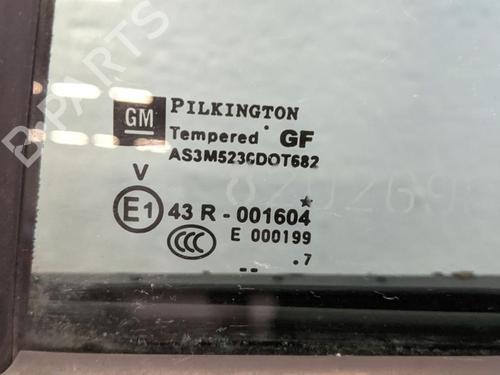 GM PILKINGTON
Tempered GF
AS3M523CDOT682
V
E1 43 R - 001604
CCC E 000199
.7
B-PARTS